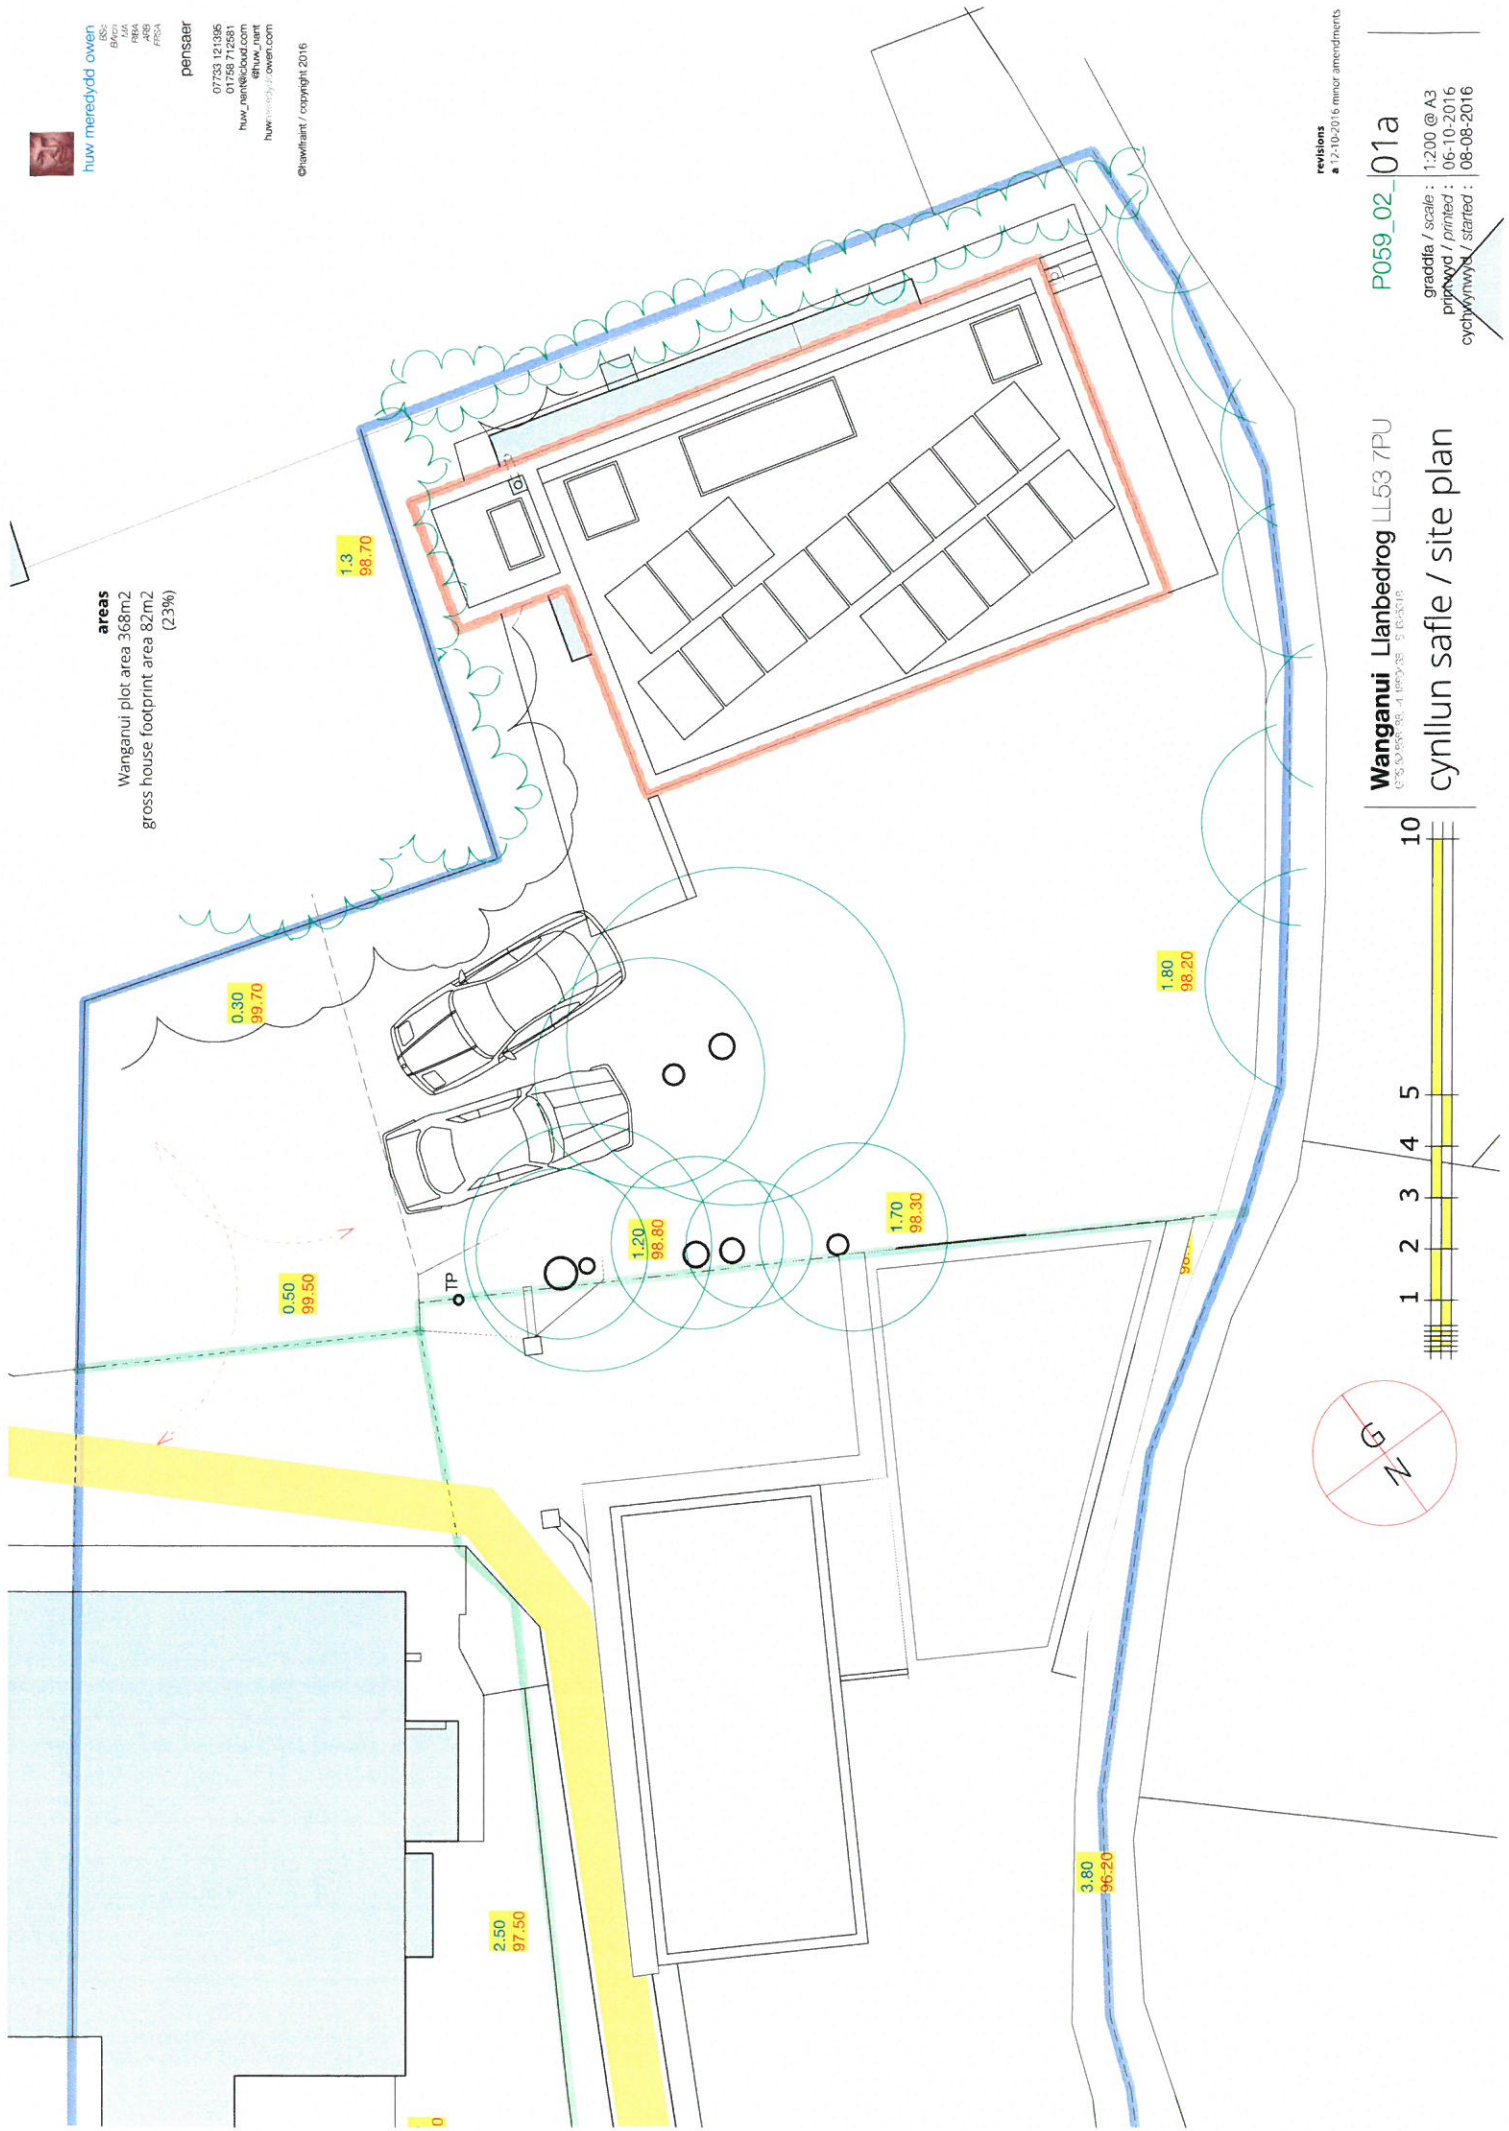 huw meredydd owen
BSc
BArch
MA
RIBA
ARB
FRSA
pensaer
07733 121395
01758 712581
huw_nant@icloud.com
@huw_nant
huwmeredyddowen.com
©hawlfraint / copyright 2016
areas
Wanganui plot area 368m2
gross house footprint area 82m2
(23%)
1.3
98.70
0.30
99.70
0.50
99.50
TP
1.20
98.80
1.70
98.30
1.80
98.20
2.50
97.50
3.80
96.20
0
revisions
a 12-10-2016 minor amendments
P059_02_01a
graddfa / scale : 1:200 @ A3
printiwyd / printed : 06-10-2016
cychwynwyd / started : 08-08-2016
Wanganui Llanbedrog LL53 7PU
cynllun safle / site plan
1 2 3 4 5 10
G
N